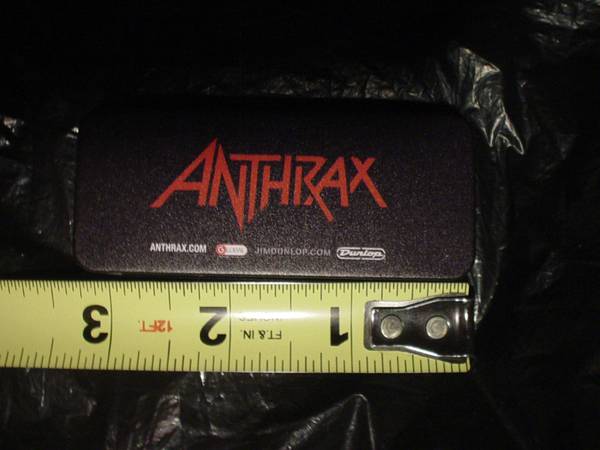 ANTHRAX
ANTHRAX.COM JIMDUNLOP.COM Dunlop
3 12FT. 2 FT. & IN. 1